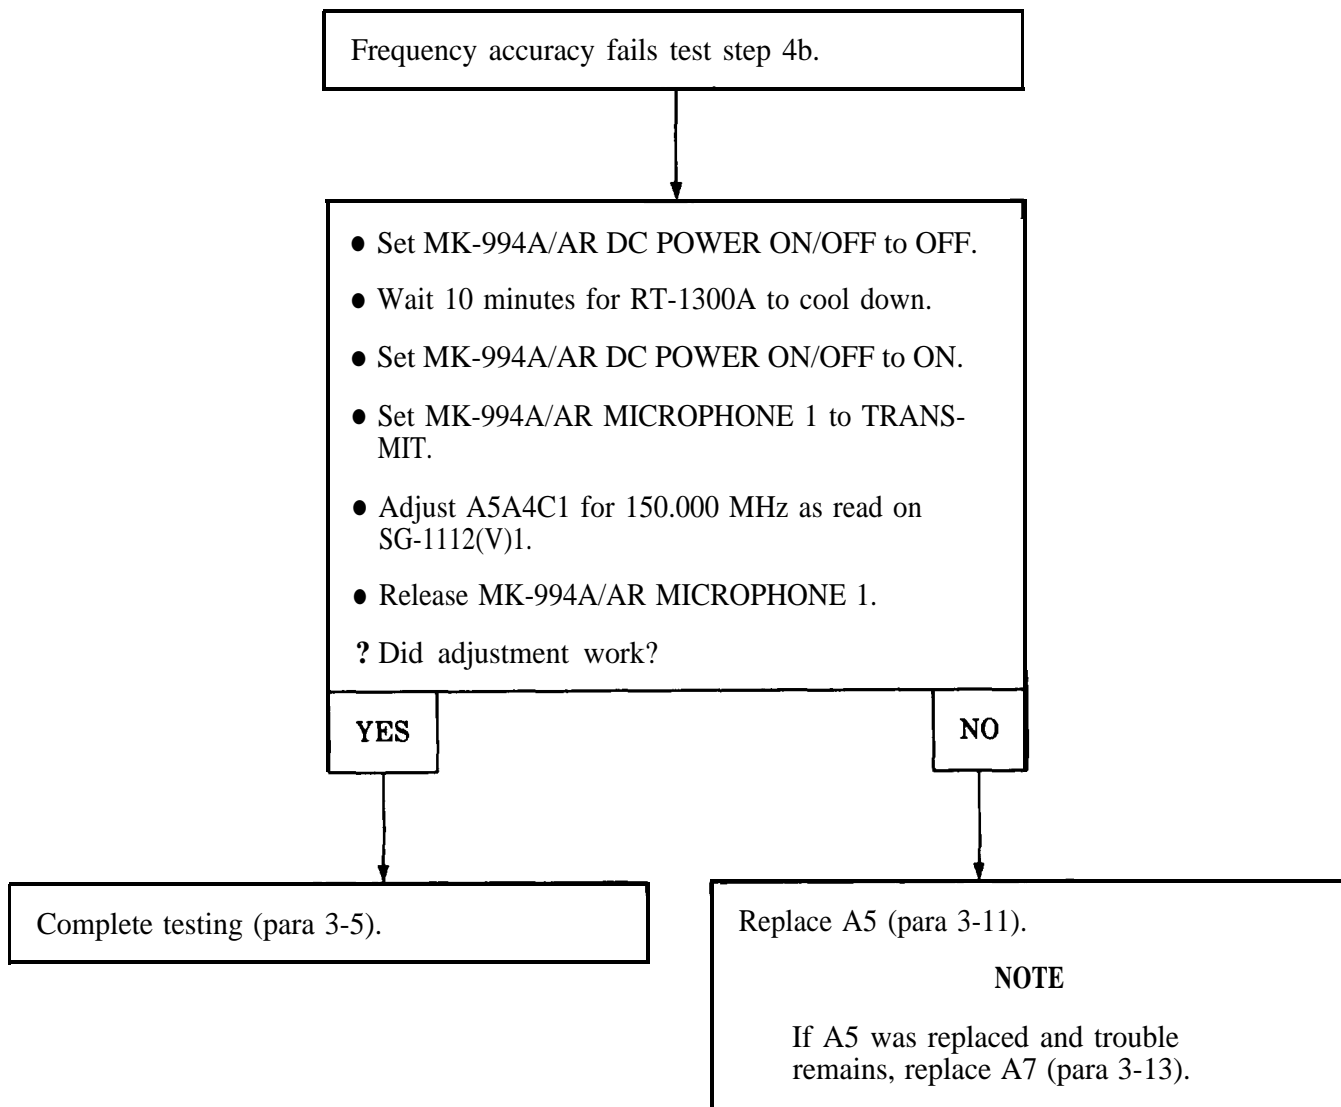 Frequency accuracy fails test step 4b.
● Set MK-994A/AR DC POWER ON/OFF to OFF.
● Wait 10 minutes for RT-1300A to cool down.
● Set MK-994A/AR DC POWER ON/OFF to ON.
● Set MK-994A/AR MICROPHONE 1 to TRANS-
MIT.
● Adjust A5A4C1 for 150.000 MHz as read on
SG-1112(V)1.
● Release MK-994A/AR MICROPHONE 1.
? Did adjustment work?
YES
NO
Complete testing (para 3-5).
Replace A5 (para 3-11).
NOTE
If A5 was replaced and trouble
remains, replace A7 (para 3-13).